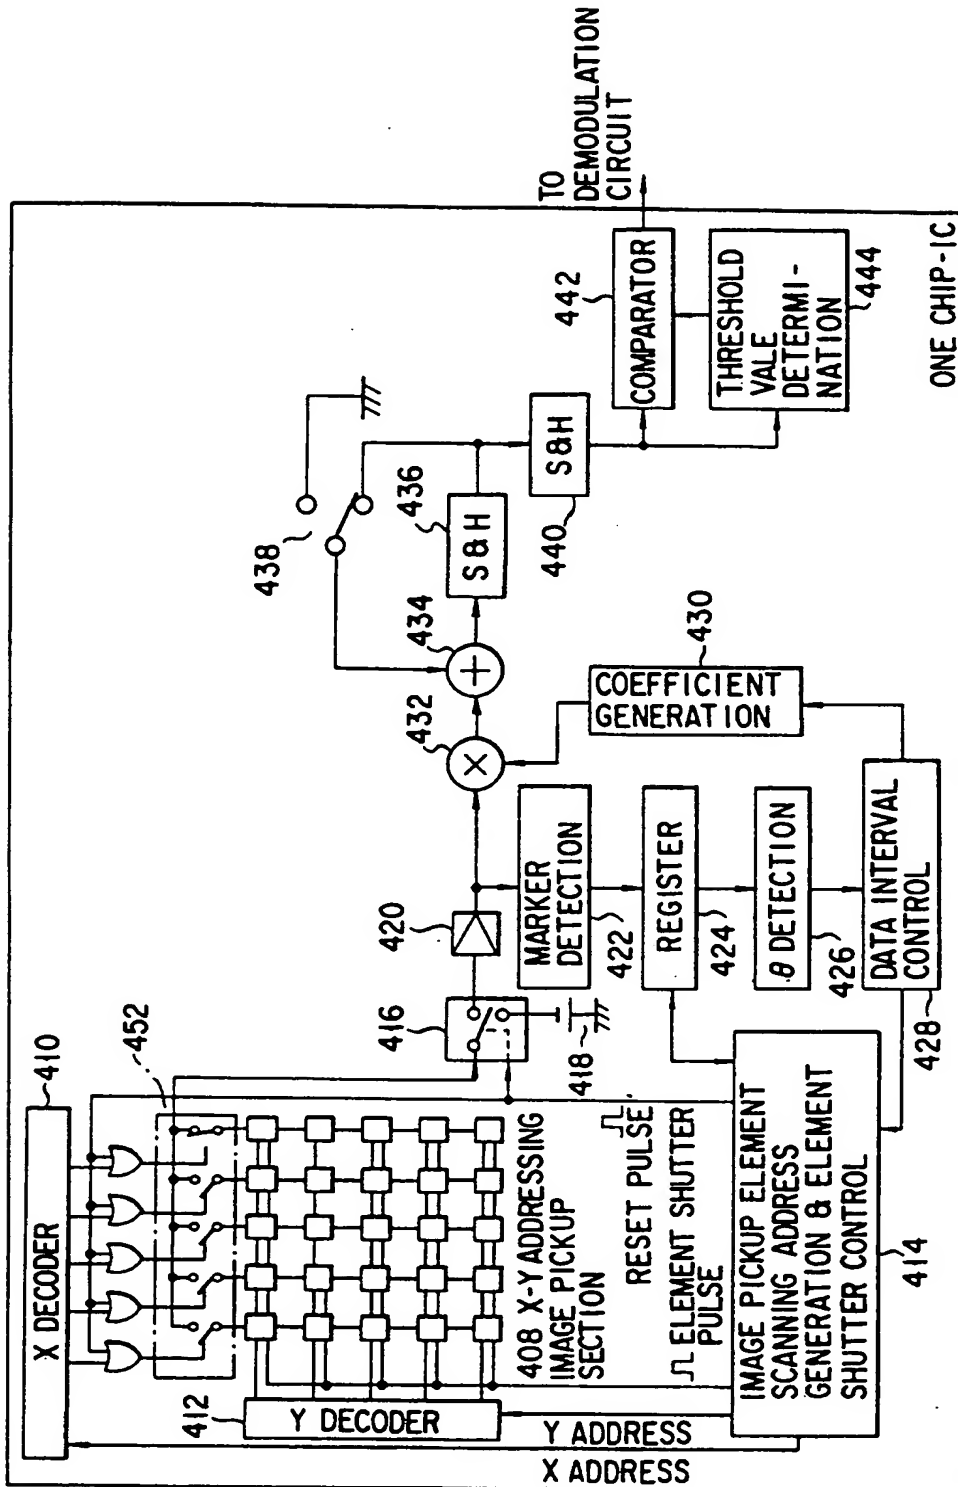 410
X DECODER
452
412
Y DECODER
408 X-Y ADDRESSING
IMAGE PICKUP
SECTION
RESET PULSE
ELEMENT SHUTTER
PULSE
Y ADDRESS
X ADDRESS
IMAGE PICKUP ELEMENT
SCANNING ADDRESS
GENERATION & ELEMENT
SHUTTER CONTROL
414
416
418
420
MARKER
DETECTION
422
REGISTER
424
θ DETECTION
426
DATA INTERVAL
CONTROL
428
COEFFICIENT
GENERATION
430
432
×
434
+
436
S&H
438
S&H
440
442
COMPARATOR
THRESHOLD
VALE
DETERMI-
NATION
444
TO
DEMODULATION
CIRCUIT
ONE CHIP-IC